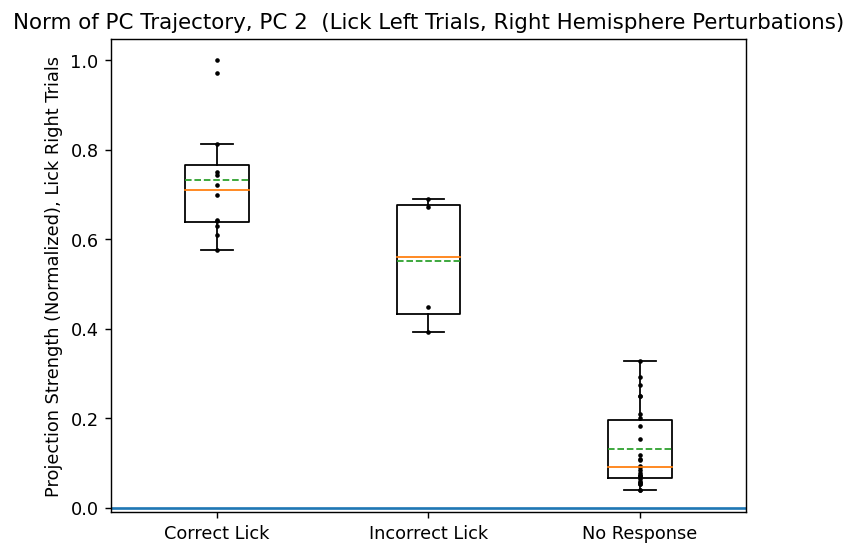 Norm of PC Trajectory, PC 2  (Lick Left Trials, Right Hemisphere Perturbations)
Projection Strength (Normalized), Lick Right Trials
1.0
0.8
0.6
0.4
0.2
0.0
Correct Lick
Incorrect Lick
No Response